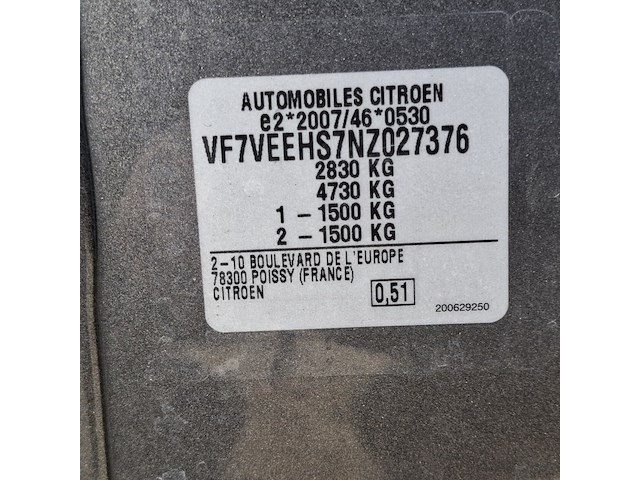 AUTOMOBILES CITROEN
e2*2007/46*0530
VF7VEEHS7NZ027376
2830 KG
4730 KG
1 - 1500 KG
2 - 1500 KG
2-10 BOULEVARD DE L'EUROPE
78300 POISSY (FRANCE)
CITROEN
0,51
200629250